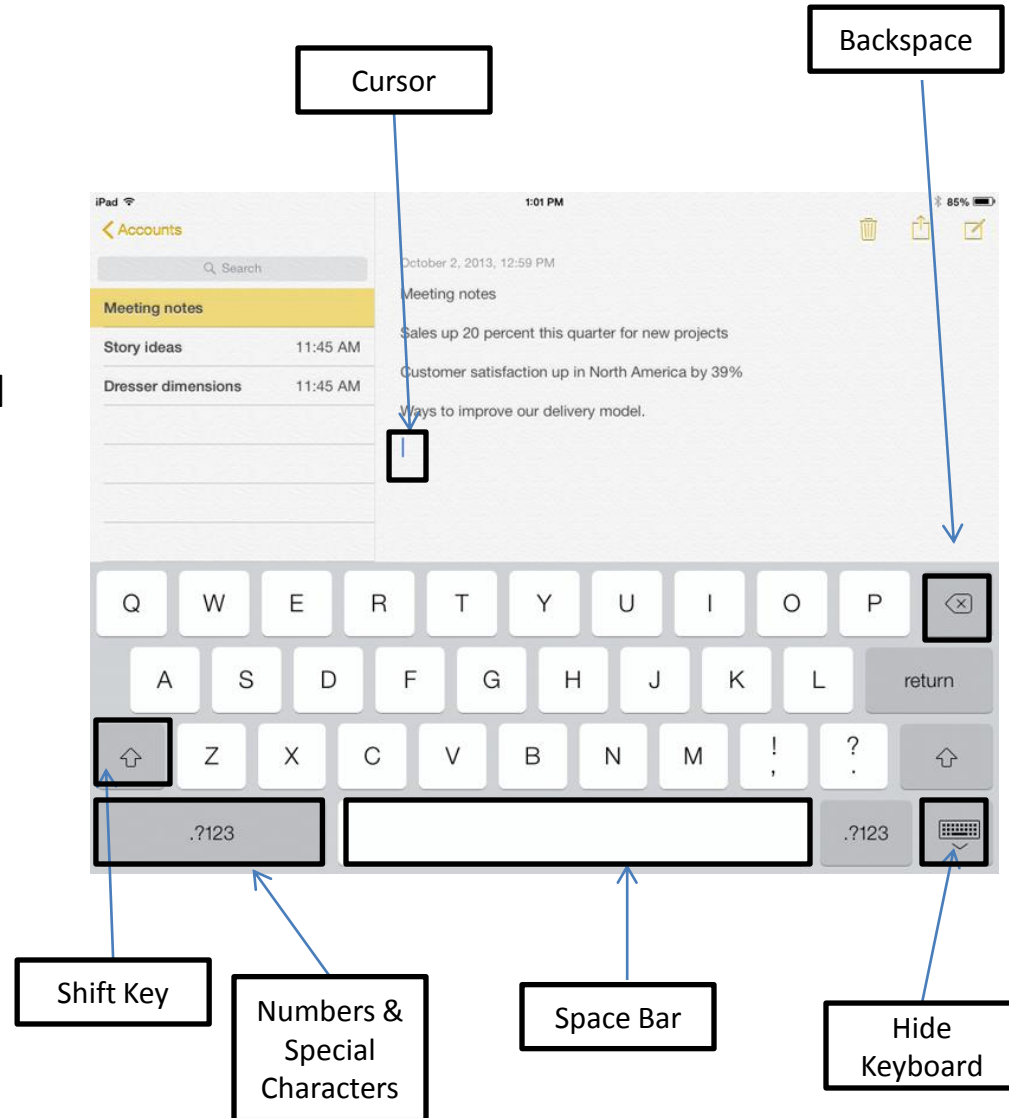 Backspace
Cursor
iPad 1:01 PM 85%
Accounts
Search
October 2, 2013, 12:59 PM
Meeting notes
Meeting notes
Sales up 20 percent this quarter for new projects
Story ideas 11:45 AM
Customer satisfaction up in North America by 39%
Dresser dimensions 11:45 AM
Ways to improve our delivery model.
Q W E R T Y U I O P
A S D F G H J K L return
Z X C V B N M ! , ? .
.?123 .?123
Shift Key
Numbers &
Special
Characters
Space Bar
Hide
Keyboard